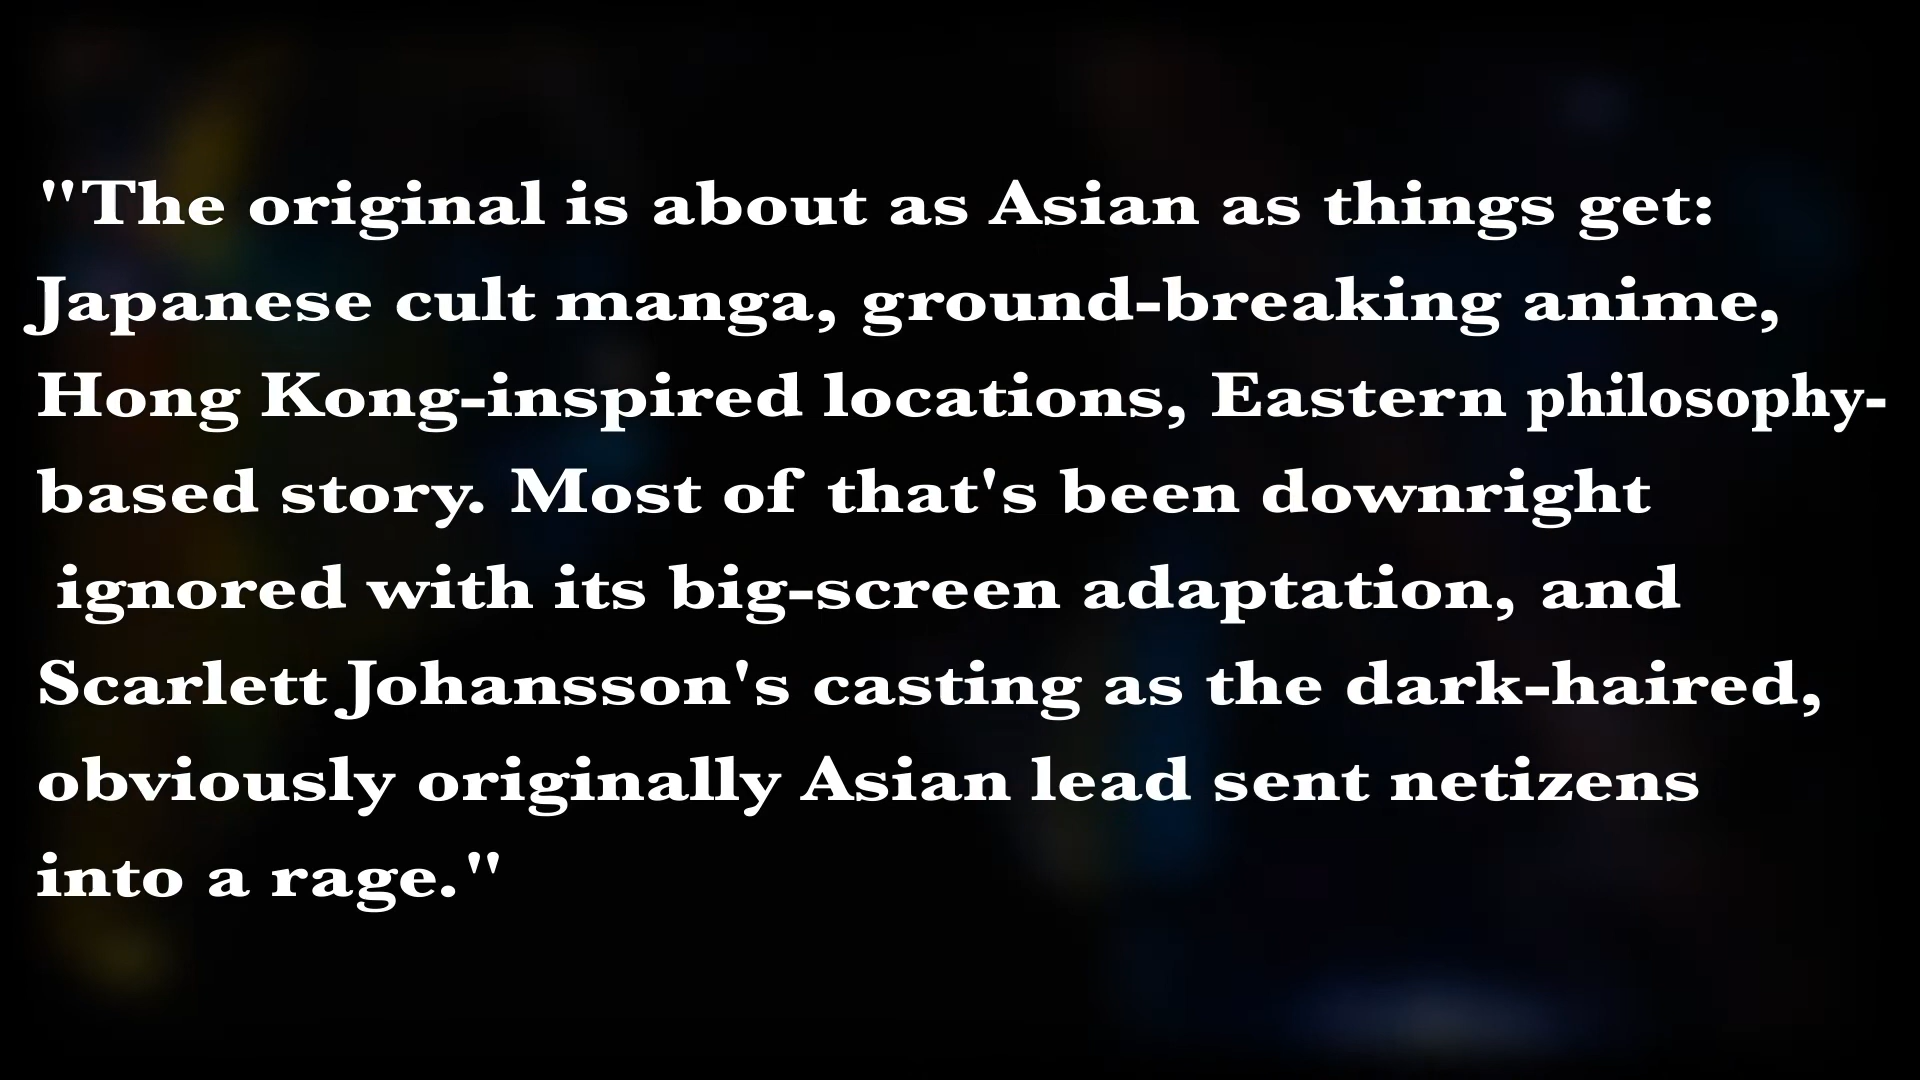 "The original is about as Asian as things get:
Japanese cult manga, ground-breaking anime,
Hong Kong-inspired locations, Eastern philosophy-
based story. Most of that's been downright
ignored with its big-screen adaptation, and
Scarlett Johansson's casting as the dark-haired,
obviously originally Asian lead sent netizens
into a rage."